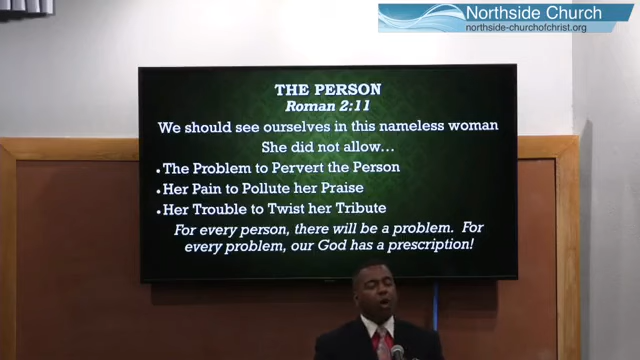 Northside Church
northside-churchofchrist.org
THE PERSON
Roman 2:11
We should see ourselves in this nameless woman
She did not allow...
• The Problem to Pervert the Person
• Her Pain to Pollute her Praise
• Her Trouble to Twist her Tribute
For every person, there will be a problem. For
every problem, our God has a prescription!